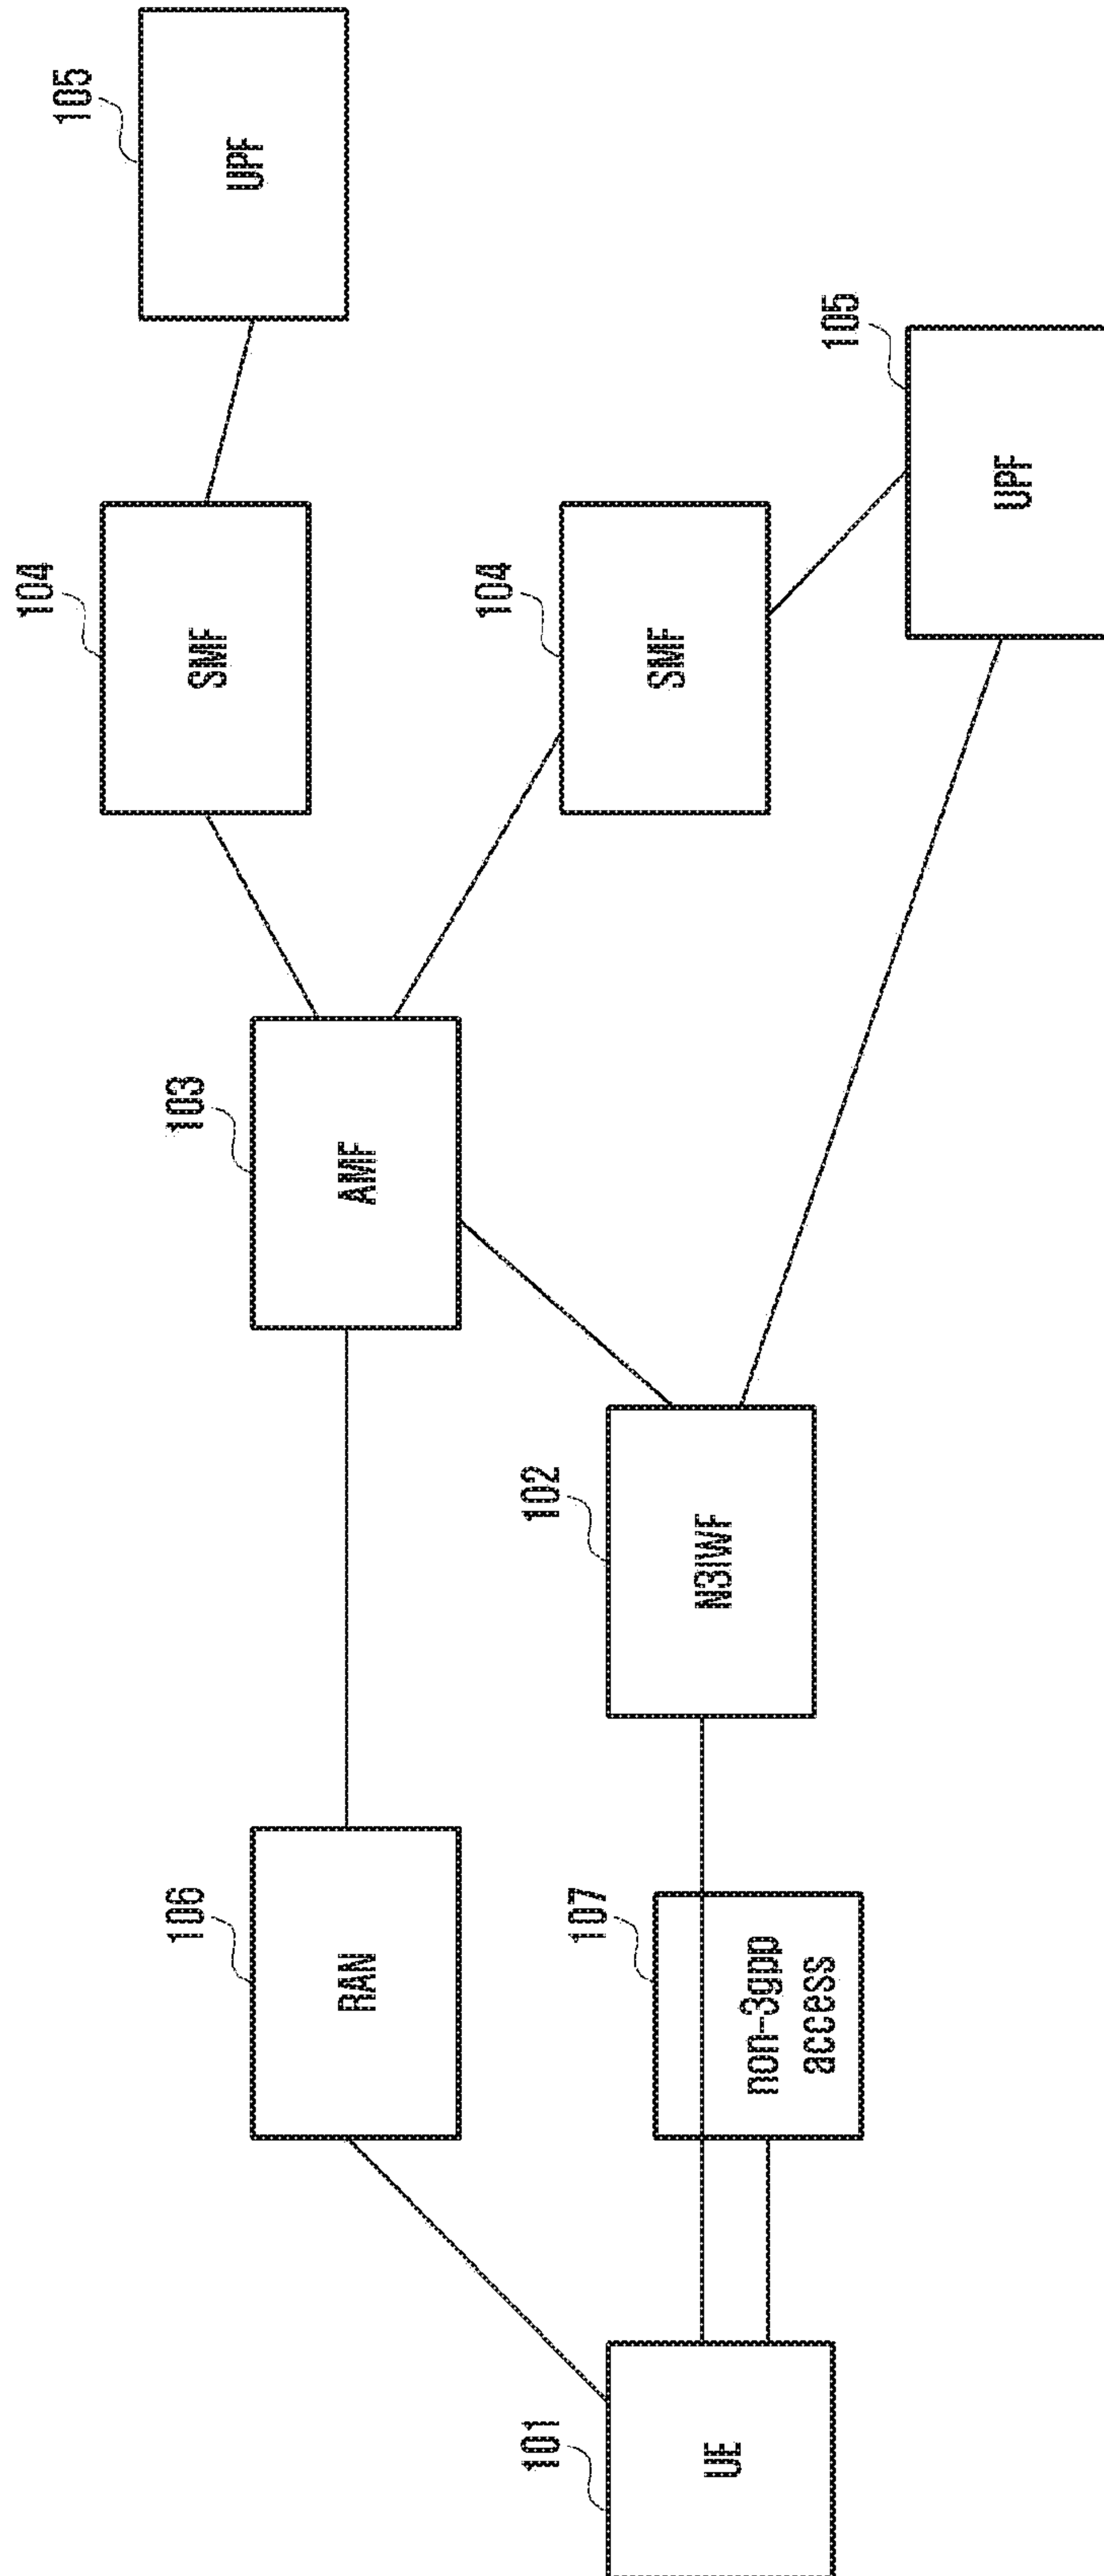 101
UE
106
RAN
107
non-3gpp
access
102
N3IWF
103
AMF
104
SMF
104
SMF
105
UPF
105
UPF